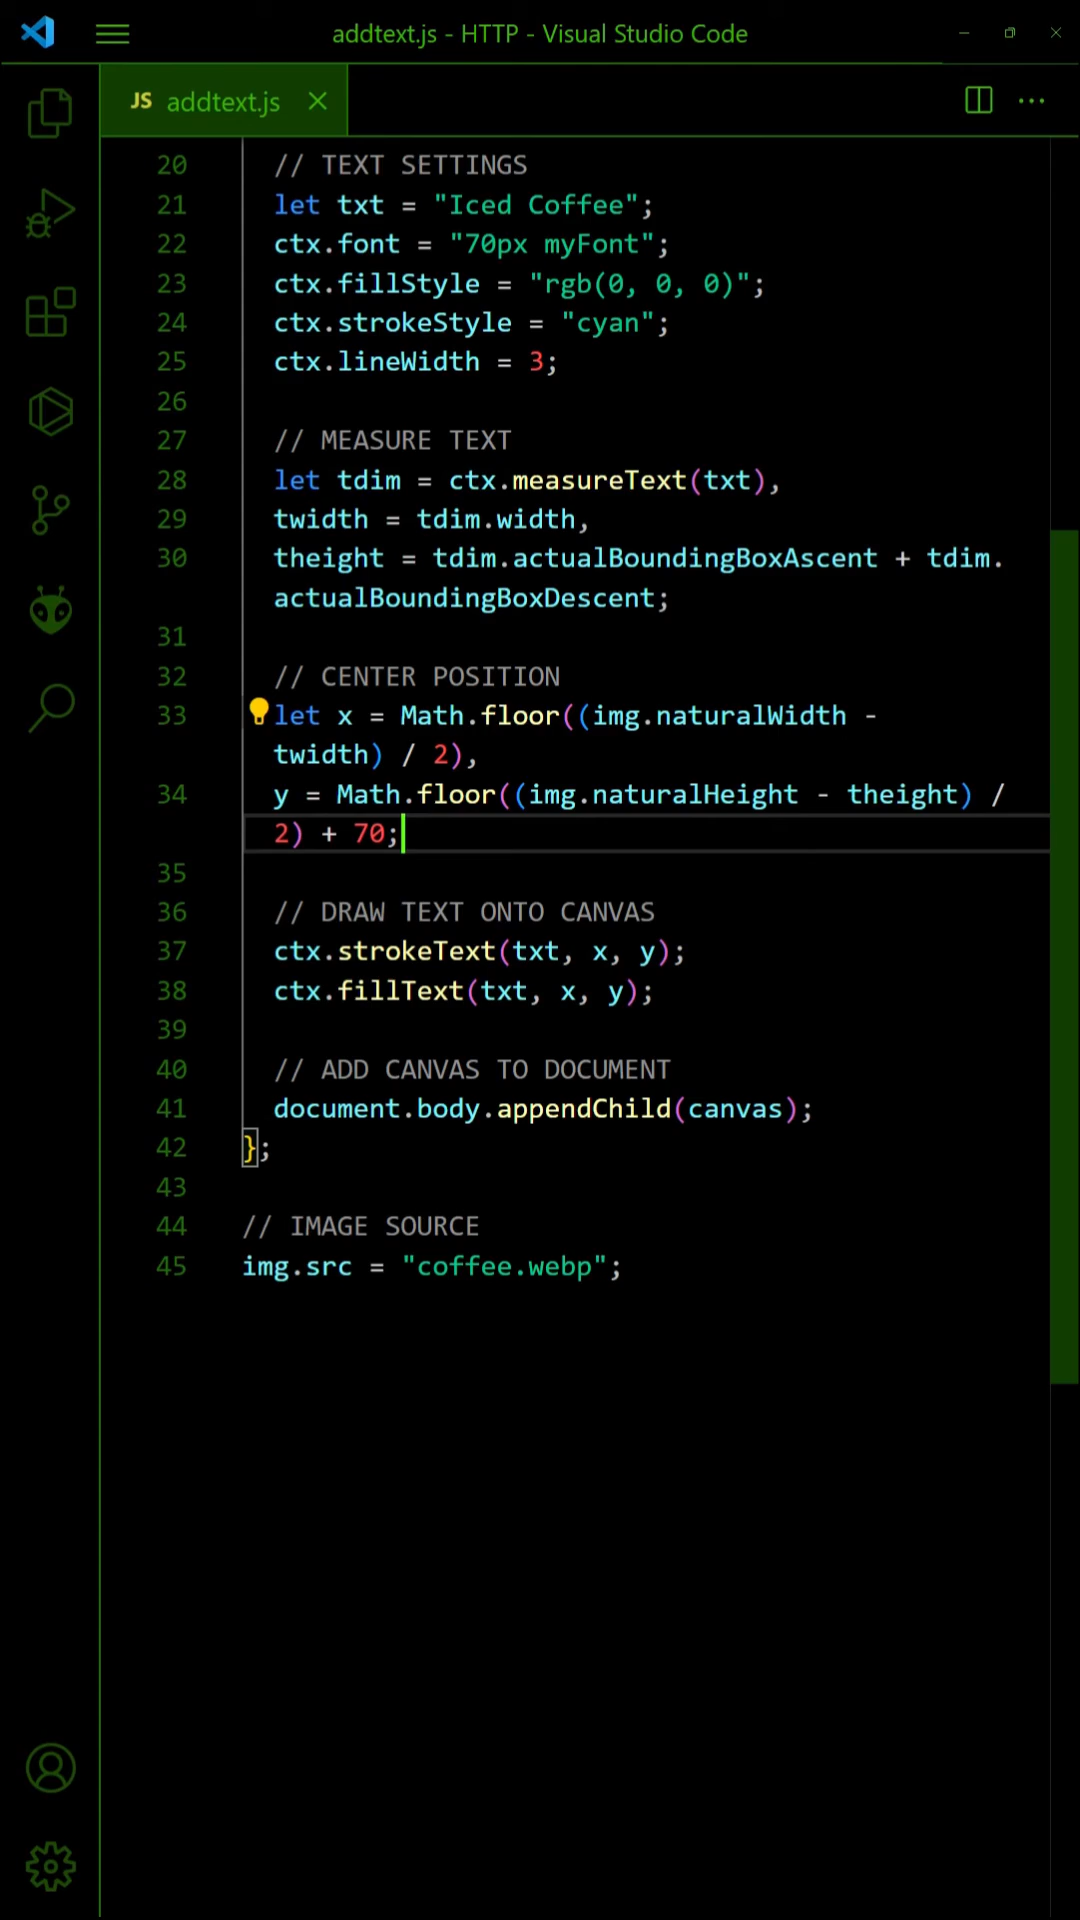 addtext.js - HTTP - Visual Studio Code
JS addtext.js
20 // TEXT SETTINGS
21 let txt = "Iced Coffee";
22 ctx.font = "70px myFont";
23 ctx.fillStyle = "rgb(0, 0, 0)";
24 ctx.strokeStyle = "cyan";
25 ctx.lineWidth = 3;
26
27 // MEASURE TEXT
28 let tdim = ctx.measureText(txt),
29 twidth = tdim.width,
30 theight = tdim.actualBoundingBoxAscent + tdim.
actualBoundingBoxDescent;
31
32 // CENTER POSITION
33 let x = Math.floor((img.naturalWidth -
twidth) / 2),
34 y = Math.floor((img.naturalHeight - theight) /
2) + 70;
35
36 // DRAW TEXT ONTO CANVAS
37 ctx.strokeText(txt, x, y);
38 ctx.fillText(txt, x, y);
39
40 // ADD CANVAS TO DOCUMENT
41 document.body.appendChild(canvas);
42 };
43
44 // IMAGE SOURCE
45 img.src = "coffee.webp";